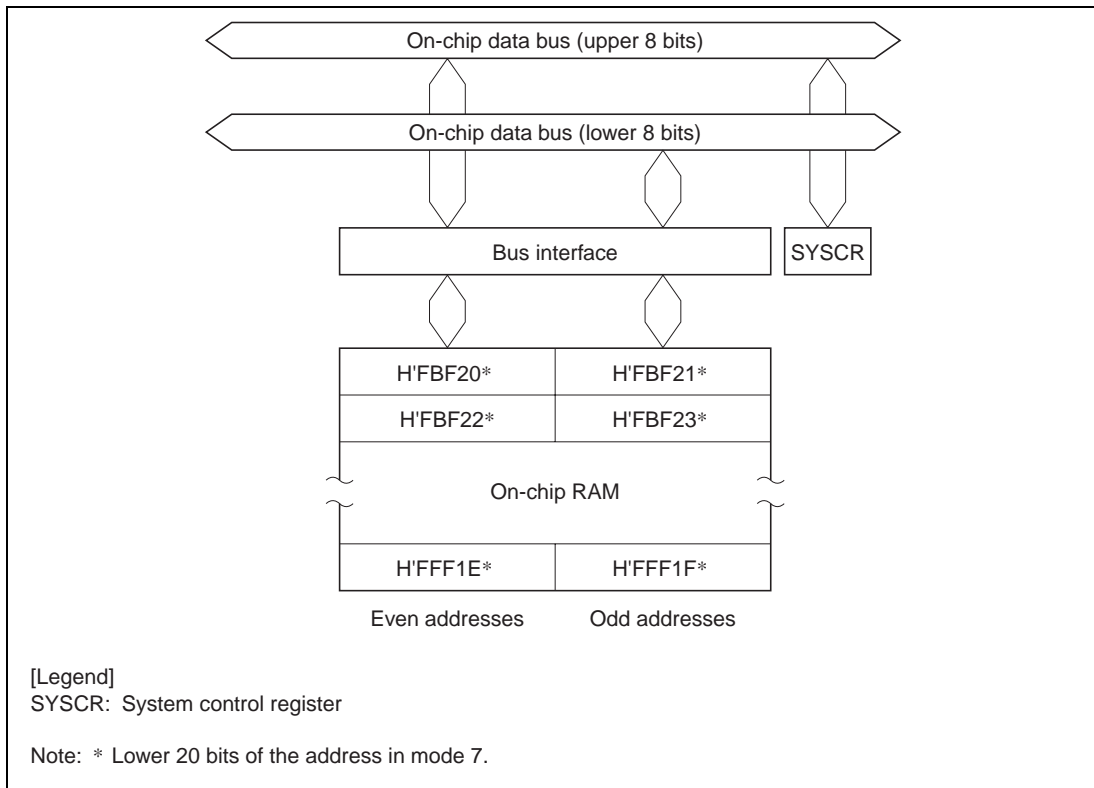 On-chip data bus (upper 8 bits)
On-chip data bus (lower 8 bits)
Bus interface
SYSCR
H'FBF20*
H'FBF21*
H'FBF22*
H'FBF23*
On-chip RAM
H'FFF1E*
H'FFF1F*
Even addresses
Odd addresses
[Legend]
SYSCR: System control register
Note: * Lower 20 bits of the address in mode 7.